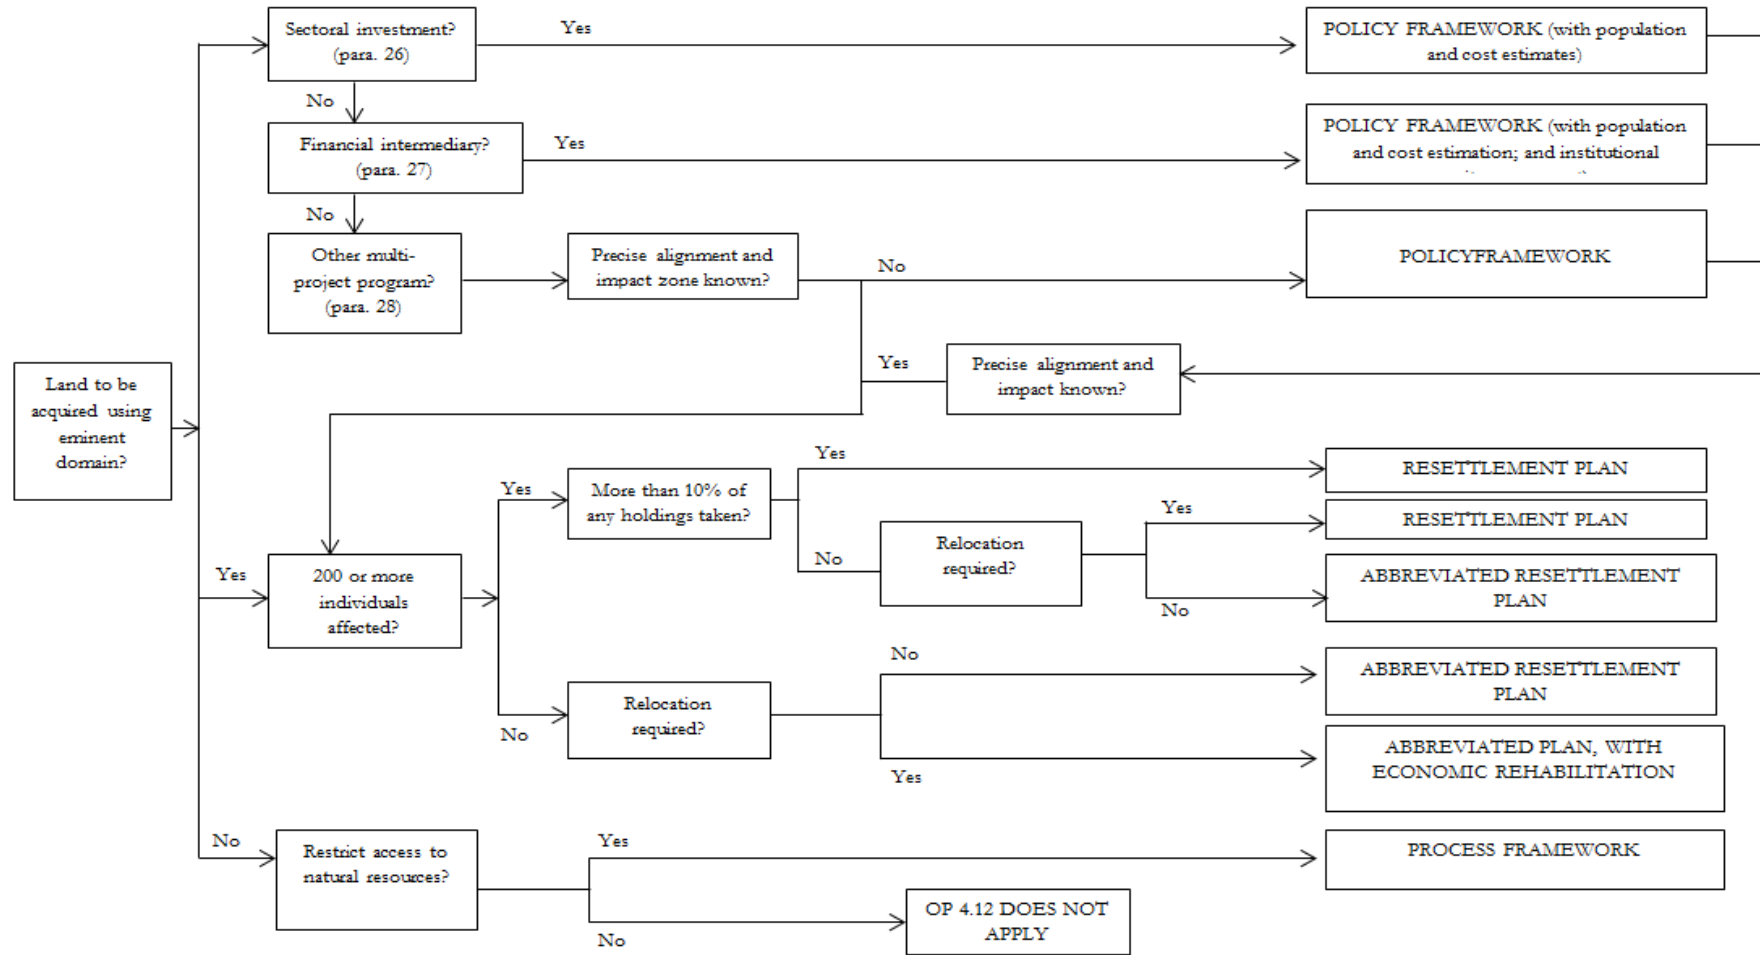 Sectoral investment?
(para. 26)
Yes
POLICY FRAMEWORK (with population
and cost estimates)
No
Financial intermediary?
(para. 27)
Yes
POLICY FRAMEWORK (with population
and cost estimation; and institutional
No
Other multi-
project program?
(para. 28)
Precise alignment and
impact zone known?
No
POLICYFRAMEWORK
Yes
Precise alignment and
impact known?
Land to be
acquired using
eminent
domain?
Yes
200 or more
individuals
affected?
Yes
More than 10% of
any holdings taken?
Yes
RESETTLEMENT PLAN
No
Relocation
required?
Yes
RESETTLEMENT PLAN
No
ABBREVIATED RESETTLEMENT
PLAN
No
Relocation
required?
No
ABBREVIATED RESETTLEMENT
PLAN
Yes
ABBREVIATED PLAN, WITH
ECONOMIC REHABILITATION
No
Restrict access to
natural resources?
Yes
PROCESS FRAMEWORK
No
OP 4.12 DOES NOT
APPLY